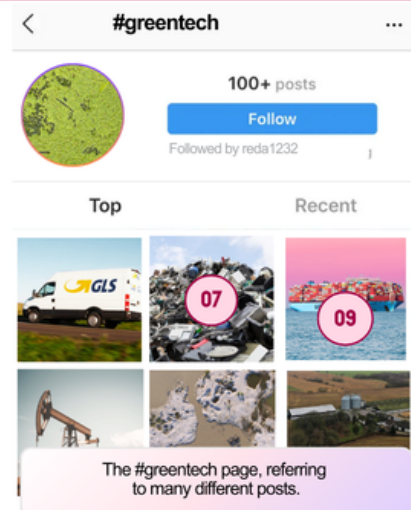 #greentech
100+ posts
Follow
Followed by reda1232
Top
Recent
GLS
07
09
The #greentech page, referring
to many different posts.